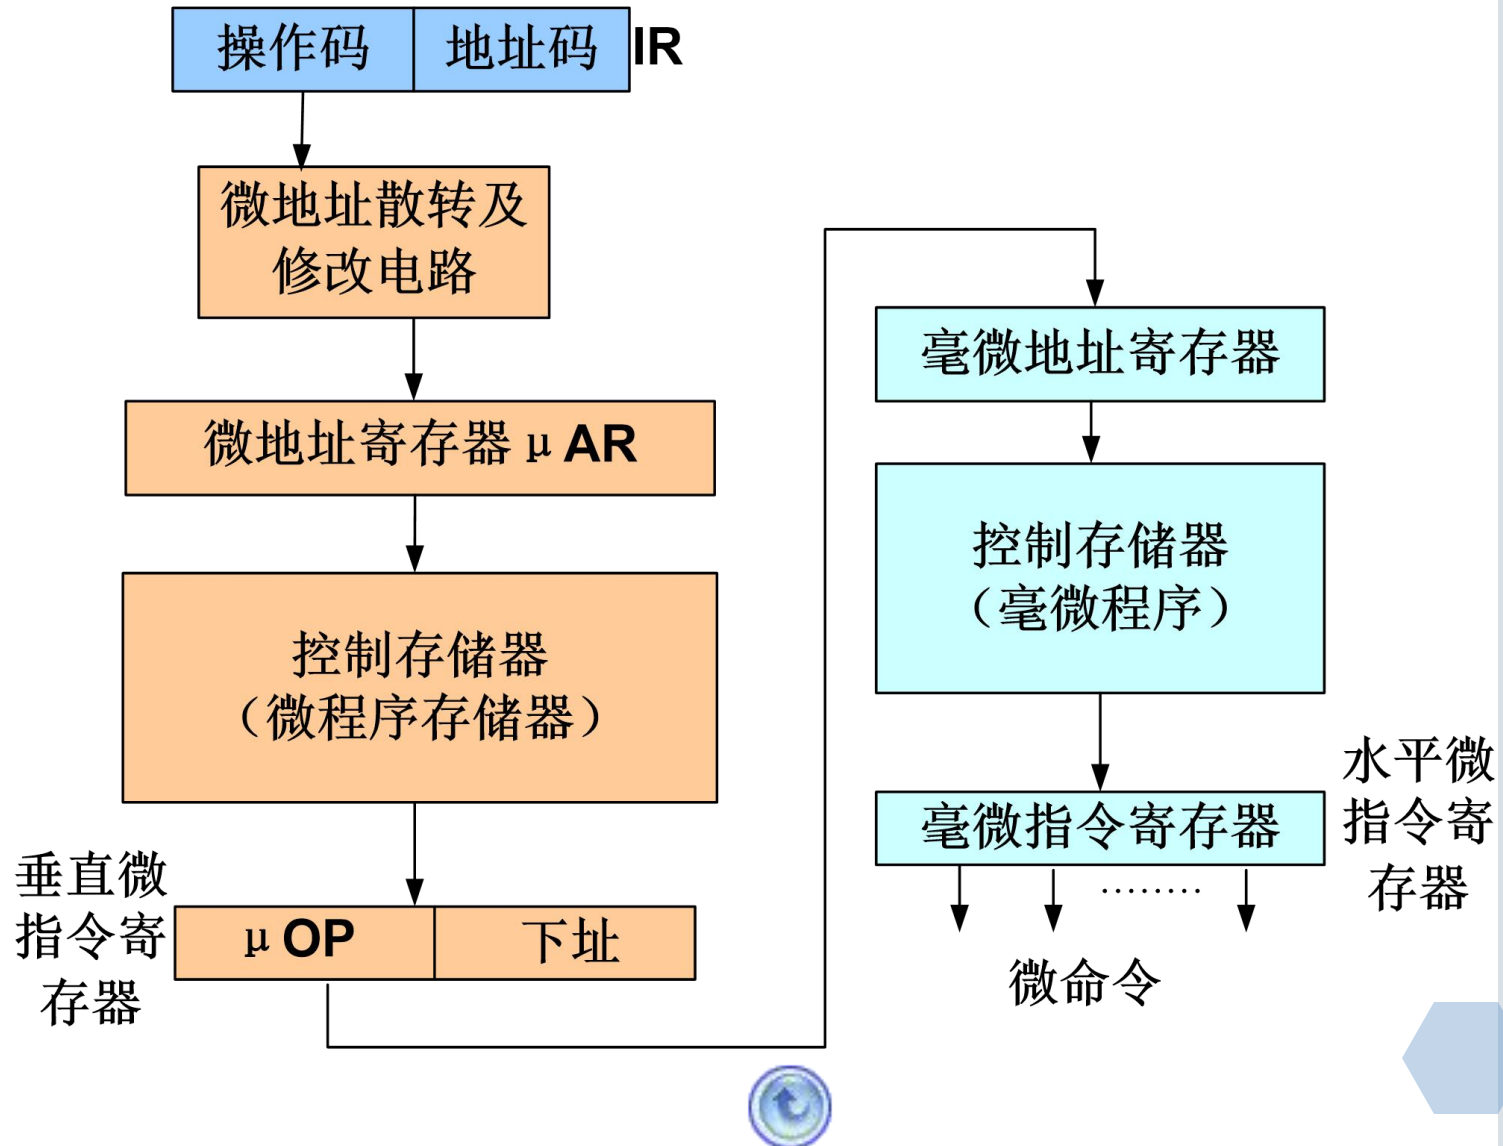 操作码
地址码
IR
微地址散转及
修改电路
微地址寄存器μ AR
控制存储器
（微程序存储器）
垂直微
指令寄
存器
μ OP
下址
毫微地址寄存器
控制存储器
（毫微程序）
毫微指令寄存器
水平微
指令寄
存器
………
微命令